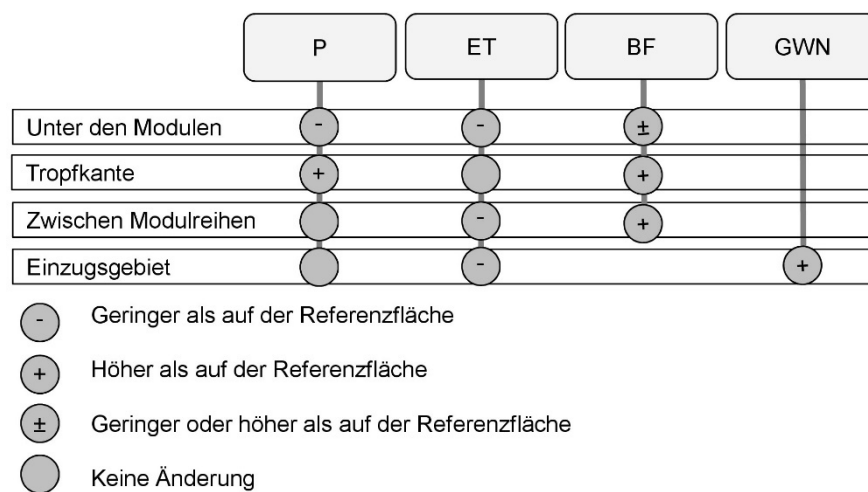 P ET BF GWN
Unter den Modulen - - ±
Tropfkante + +
Zwischen Modulreihen - +
Einzugsgebiet - +
- Geringer als auf der Referenzfläche
+ Höher als auf der Referenzfläche
± Geringer oder höher als auf der Referenzfläche
Keine Änderung